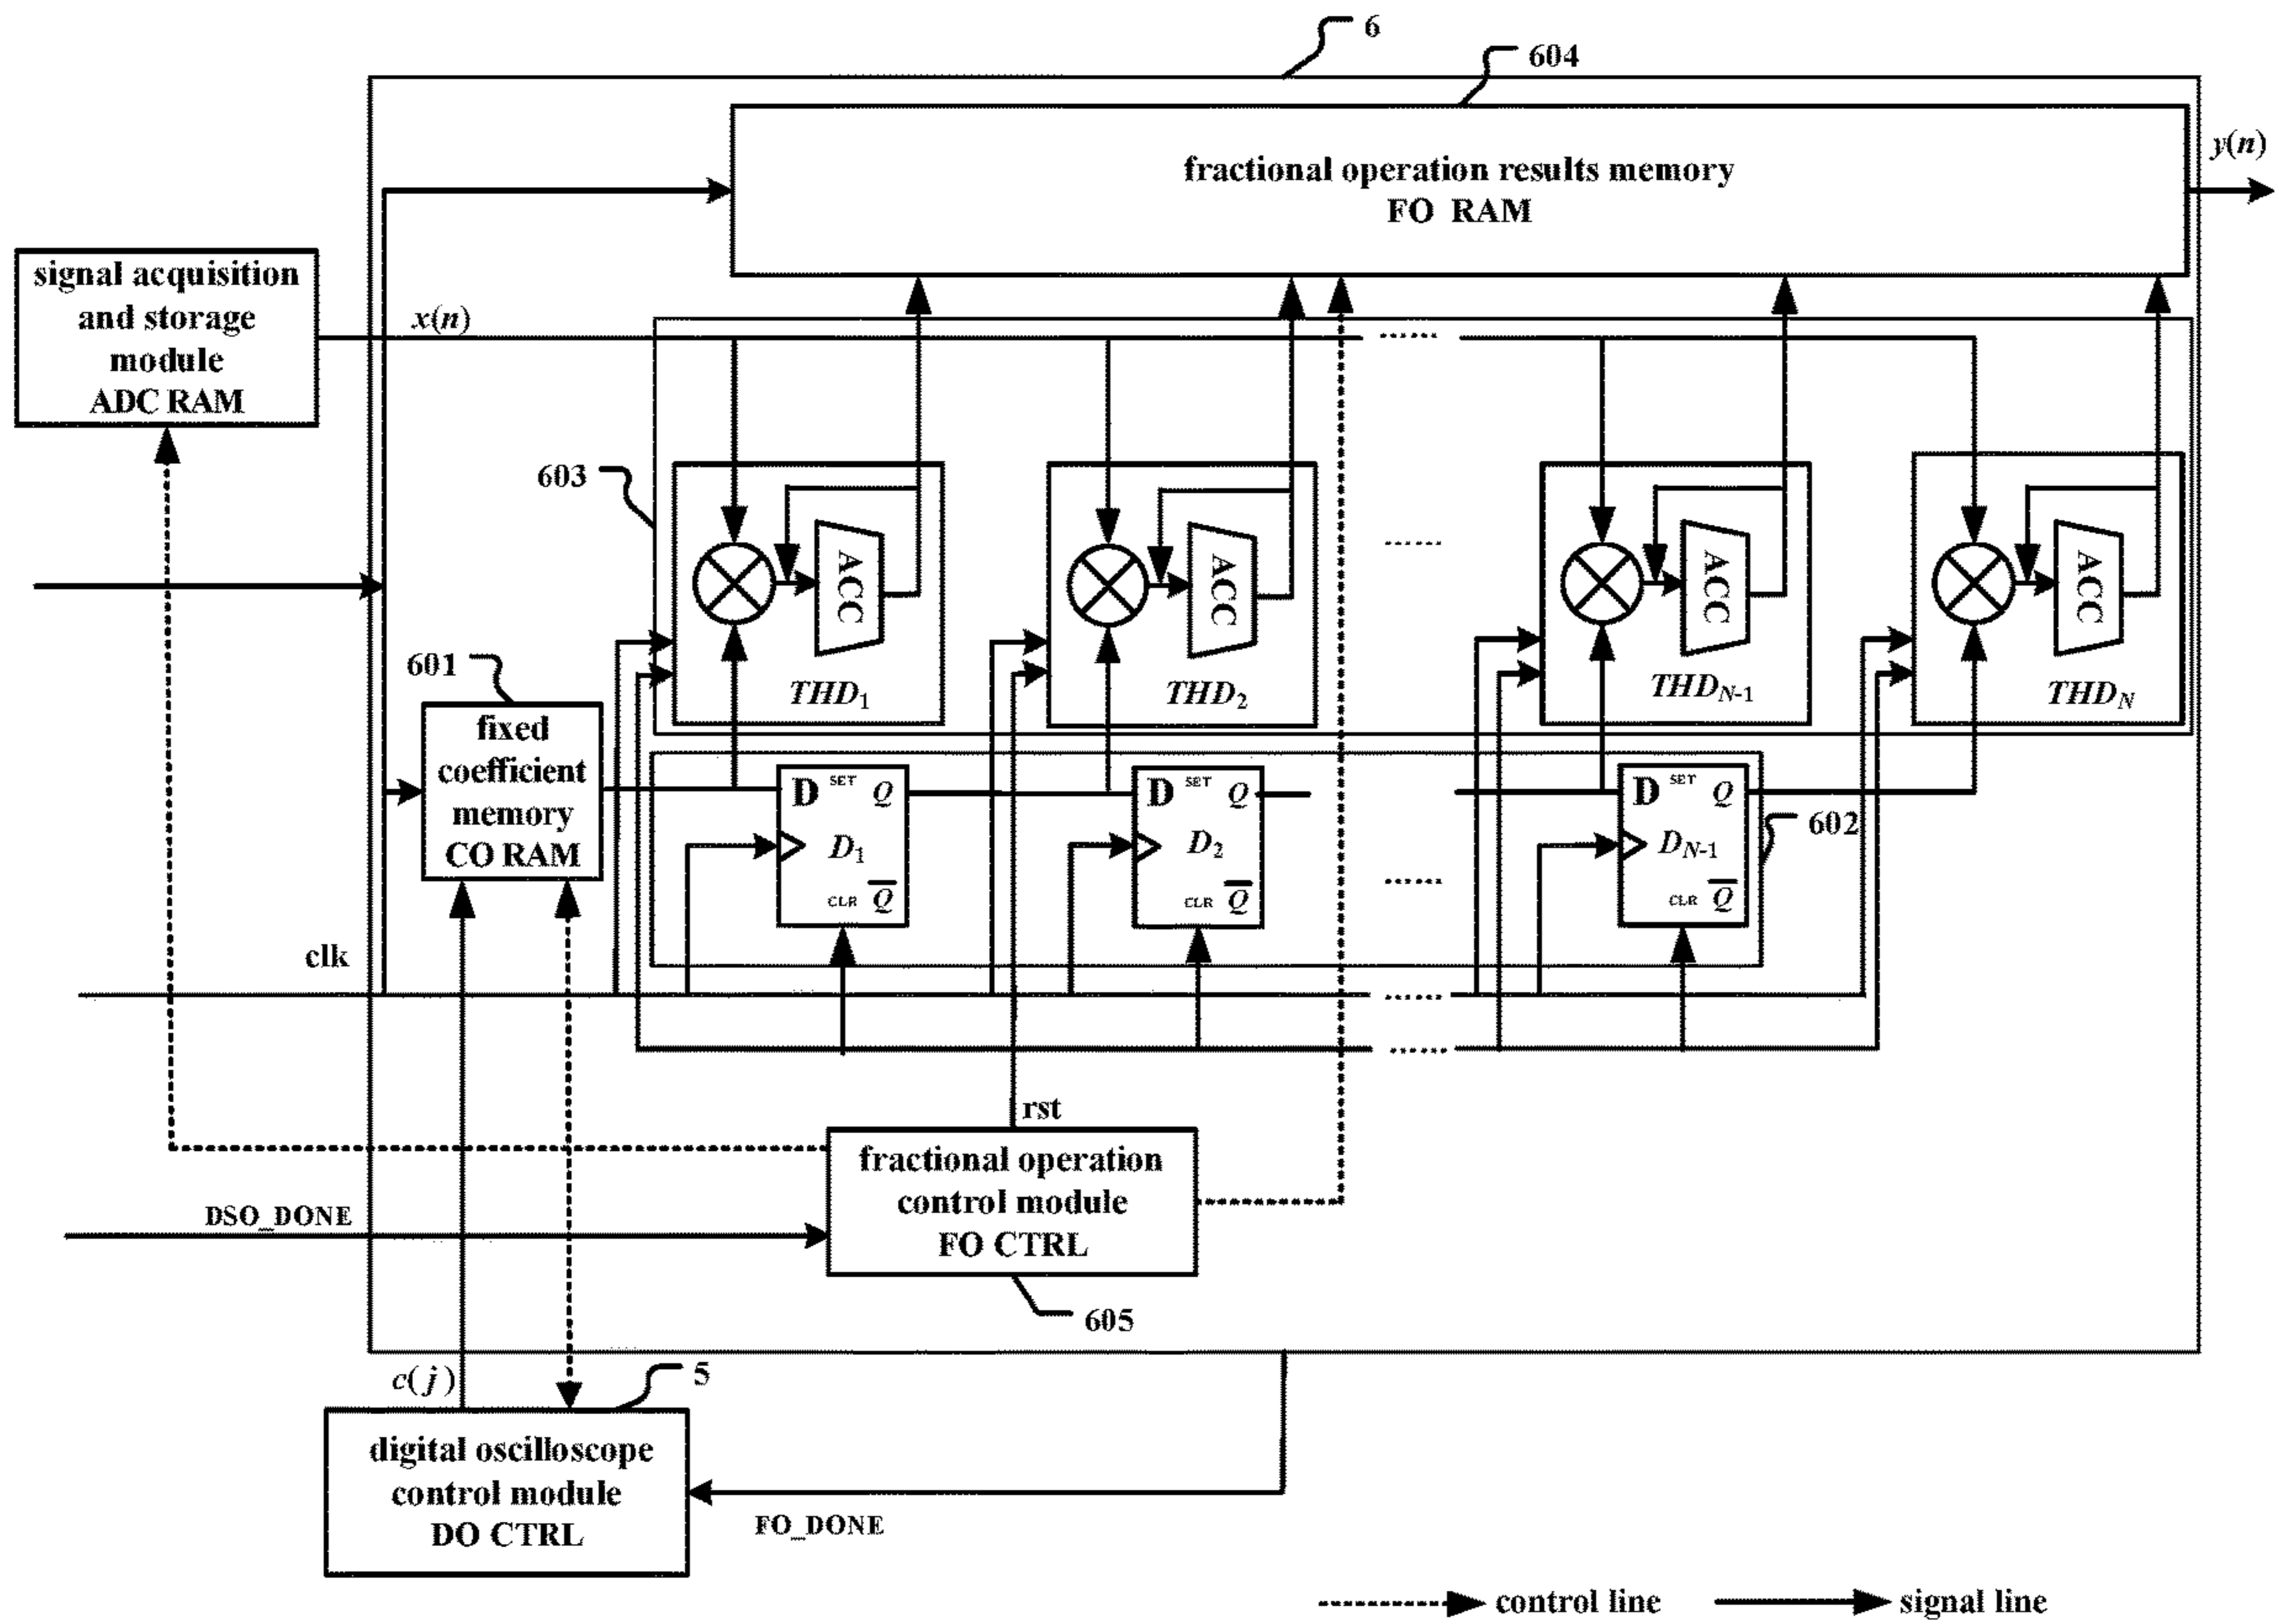 6
604
fractional operation results memory
FO RAM
y(n)
signal acquisition
and storage
module
ADC RAM
x(n)
......
603
ACC
ACC
......
ACC
ACC
THD1
THD2
THDN-1
THDN
601
fixed
coefficient
memory
CO RAM
D SET Q
D1
CLR Q
D SET Q
D2
CLR Q
......
D SET Q
DN-1
CLR Q
602
clk
......
......
rst
fractional operation
control module
FO CTRL
DSO_DONE
605
c(j)
5
digital oscilloscope
control module
DO CTRL
FO_DONE
control line
signal line